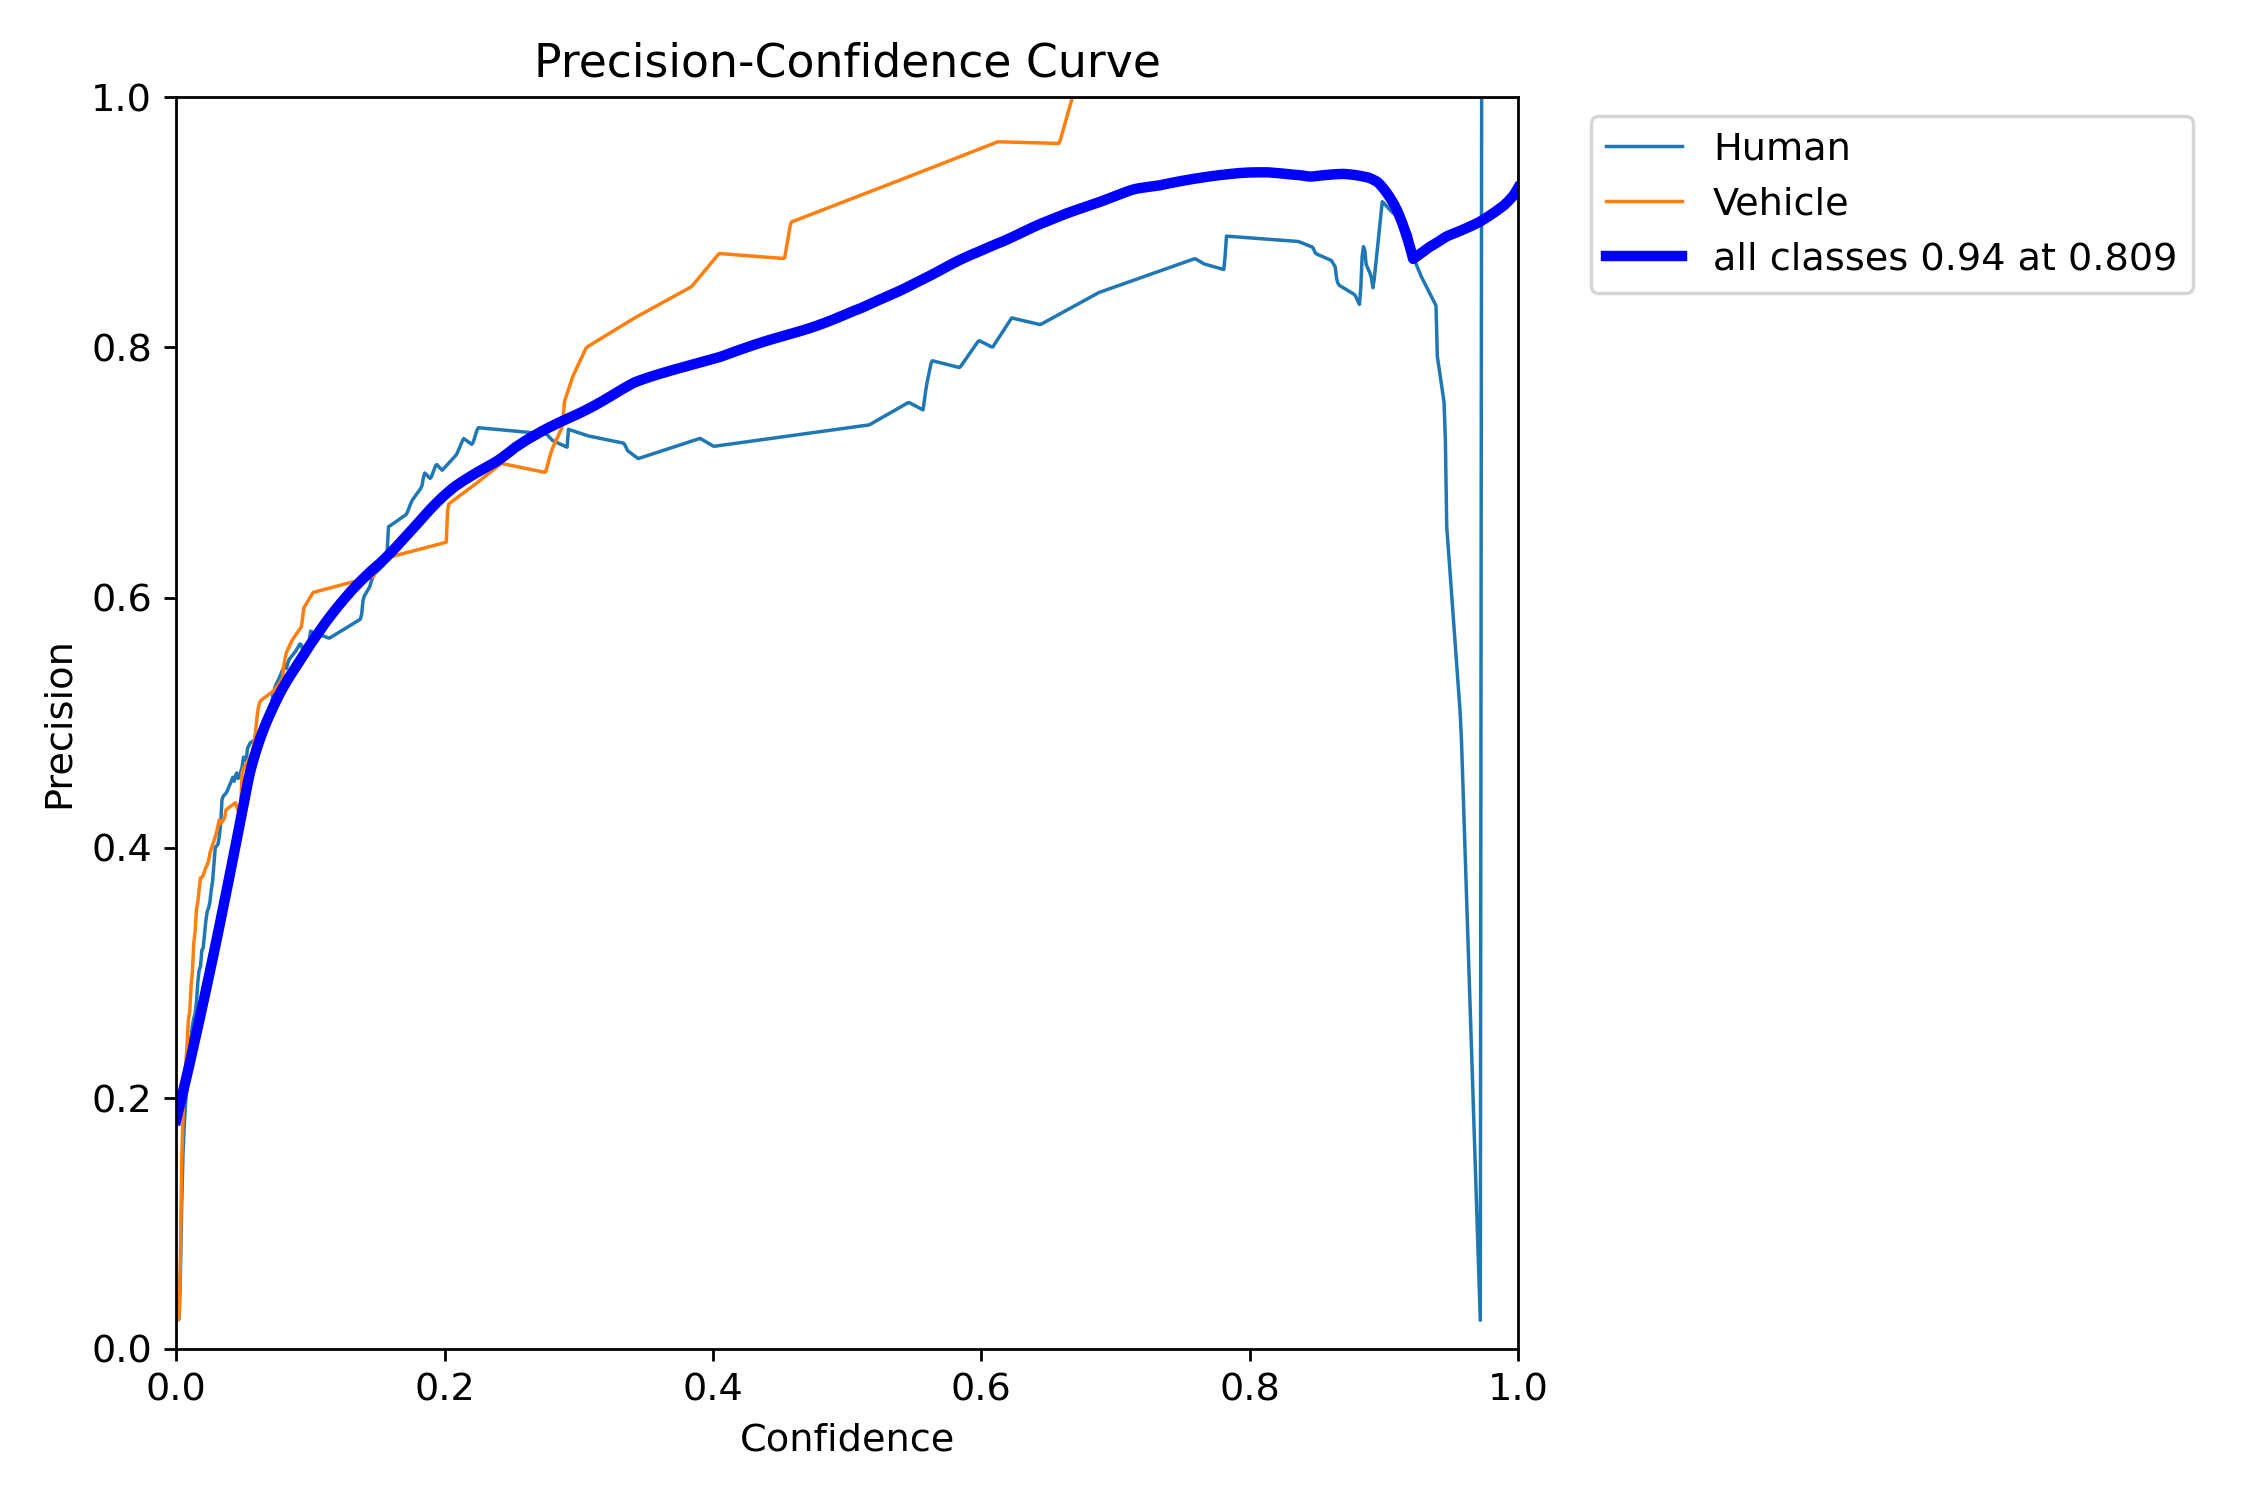 Precision-Confidence Curve
1.0
0.8
0.6
0.4
0.2
0.0
Precision
0.0 0.2 0.4 0.6 0.8 1.0
Confidence
Human
Vehicle
all classes 0.94 at 0.809